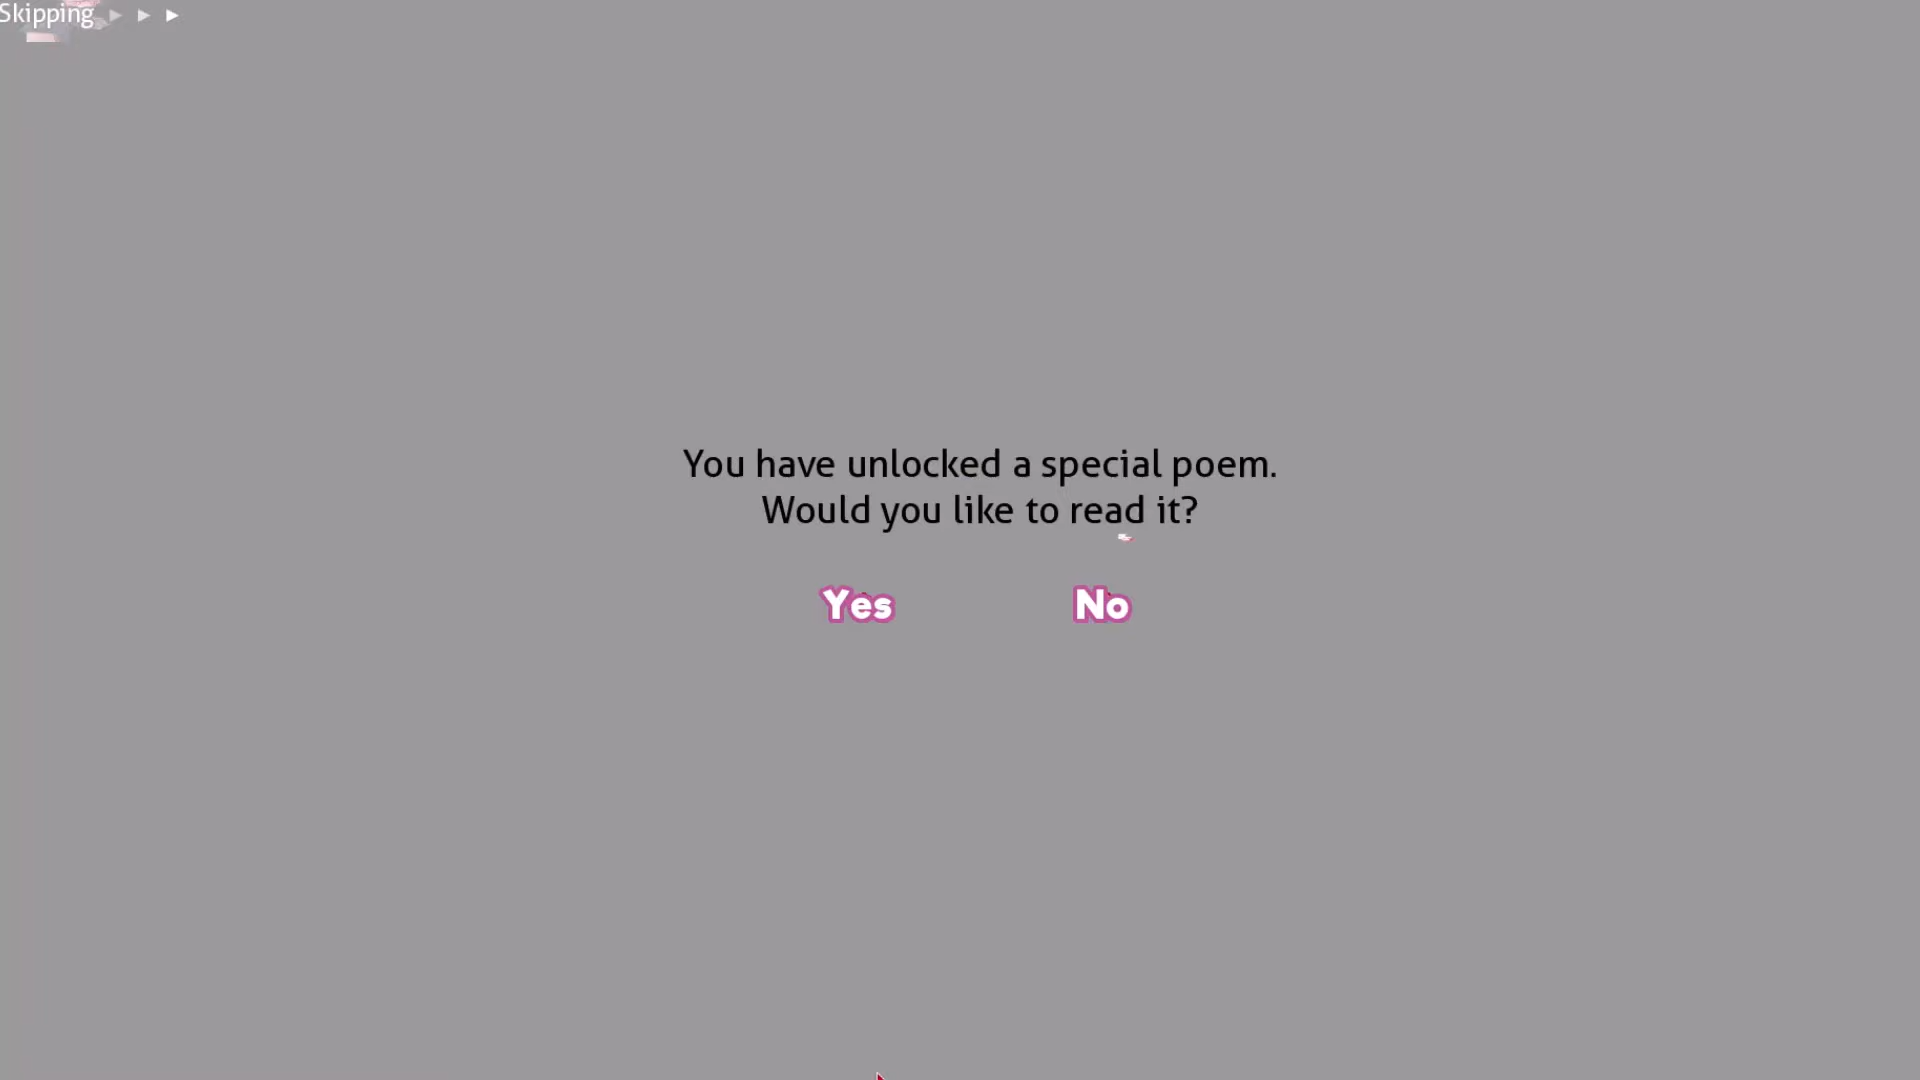 Skipping
You have unlocked a special poem.
Would you like to read it?
Yes No